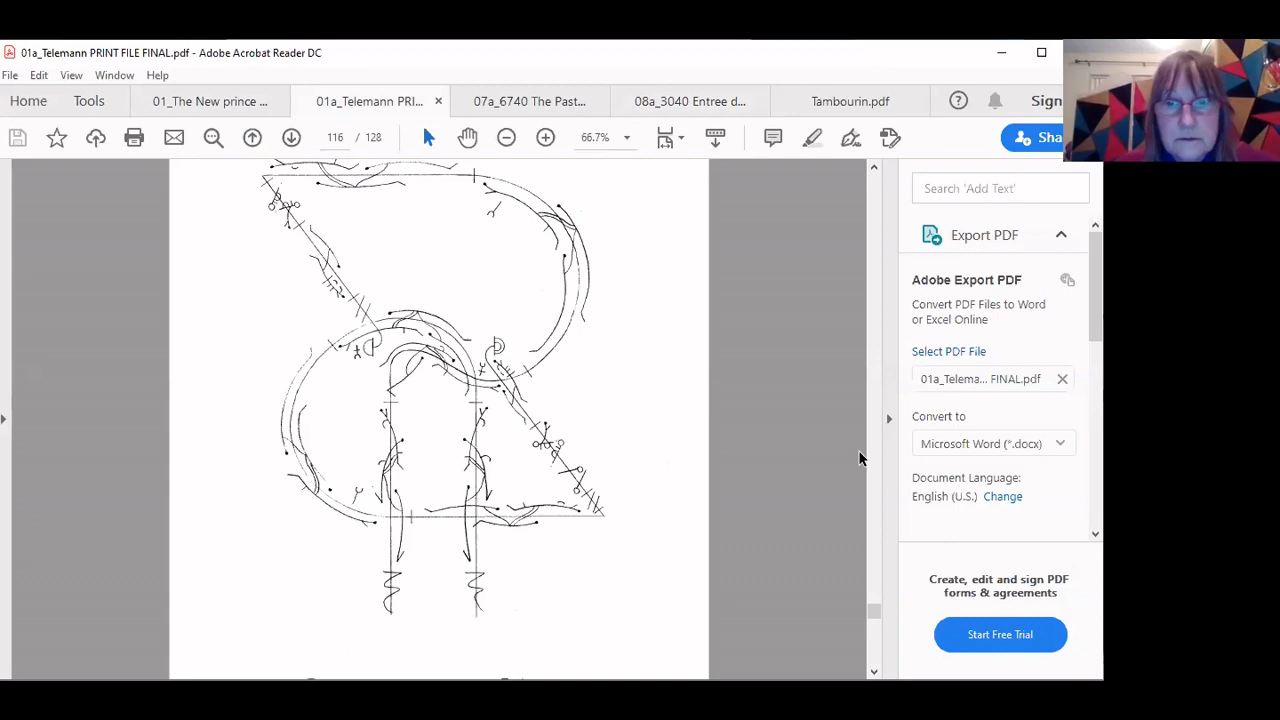 01a_Telemann PRINT FILE FINAL.pdf - Adobe Acrobat Reader DC
File Edit View Window Help
Home Tools 01_The New prince ... 01a_Telemann PRI... 07a_6740 The Past... 08a_3040 Entree d... Tambourin.pdf Sign
116 / 128 66.7% Sha
Search 'Add Text'
Export PDF
Adobe Export PDF
Convert PDF Files to Word
or Excel Online
Select PDF File
01a_Telema... FINAL.pdf
Convert to
Microsoft Word (*.docx)
Document Language:
English (U.S.) Change
Create, edit and sign PDF
forms & agreements
Start Free Trial